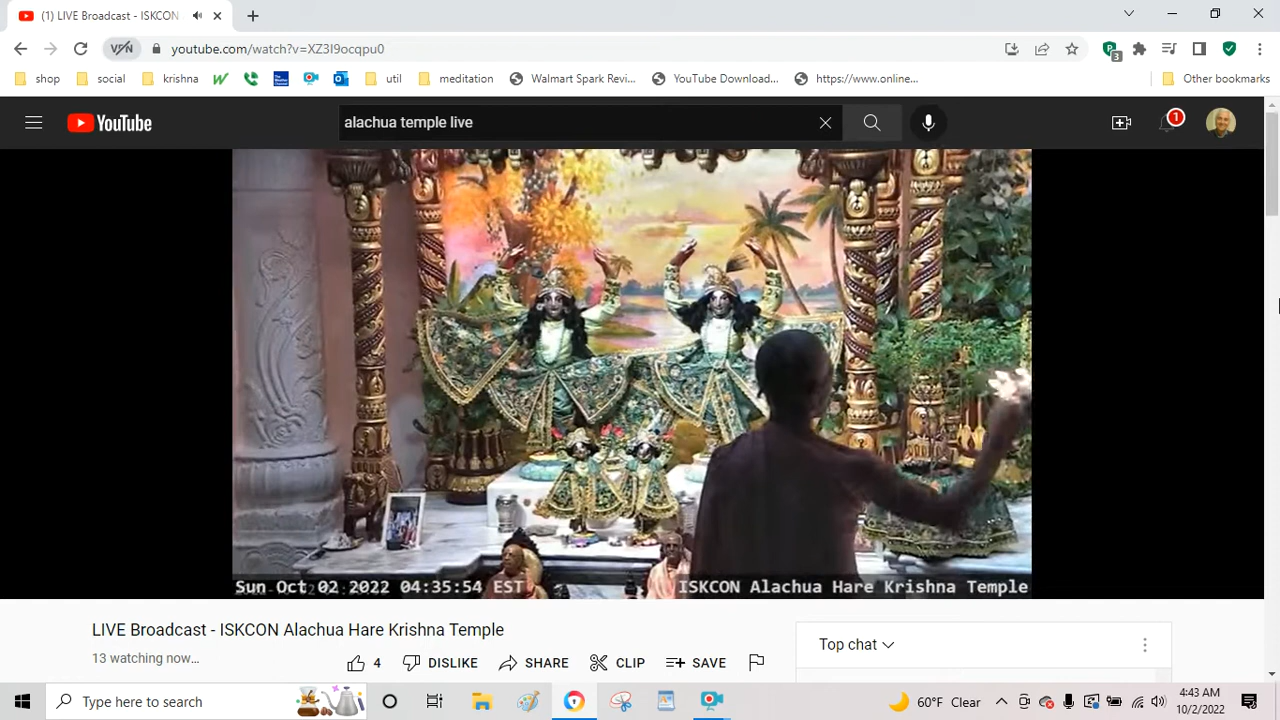 (1) LIVE Broadcast - ISKCON
VPN
youtube.com/watch?v=XZ3I9ocqpu0
3
shop
social
krishna
util
meditation
Walmart Spark Revi...
YouTube Download...
https://www.online...
Other bookmarks
YouTube
alachua temple live
1
Sun Oct 02 2022 04:35:54 EST
ISKCON Alachua Hare Krishna Temple
LIVE Broadcast - ISKCON Alachua Hare Krishna Temple
13 watching now...
4
DISLIKE
SHARE
CLIP
SAVE
Top chat
Type here to search
60°F Clear
4:43 AM
10/2/2022